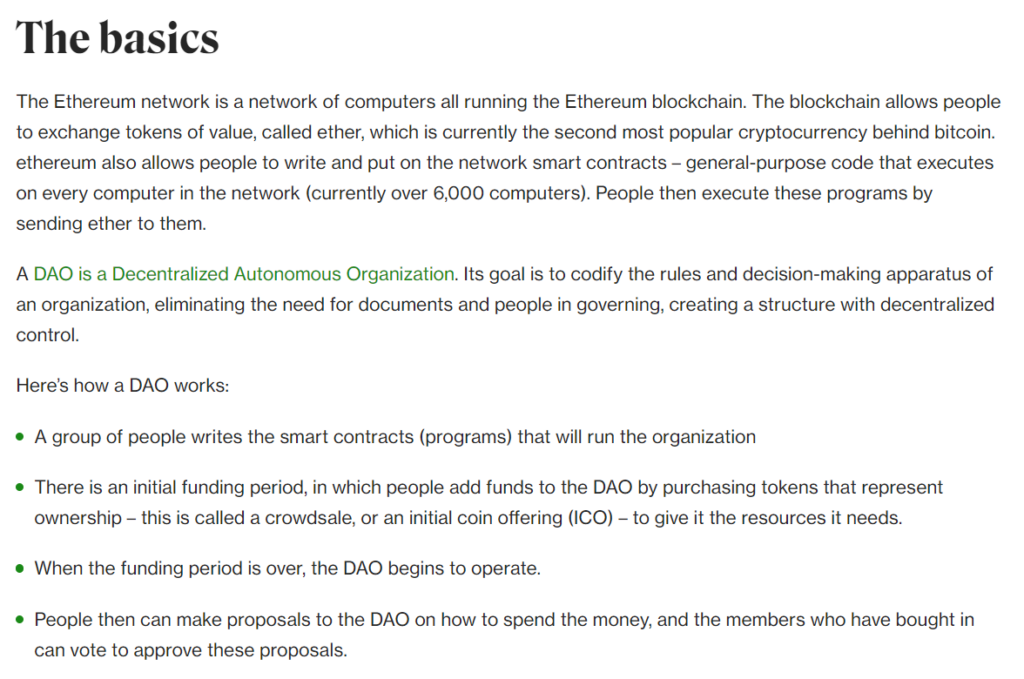 The basics
The Ethereum network is a network of computers all running the Ethereum blockchain. The blockchain allows people
to exchange tokens of value, called ether, which is currently the second most popular cryptocurrency behind bitcoin.
ethereum also allows people to write and put on the network smart contracts – general-purpose code that executes
on every computer in the network (currently over 6,000 computers). People then execute these programs by
sending ether to them.
A DAO is a Decentralized Autonomous Organization. Its goal is to codify the rules and decision-making apparatus of
an organization, eliminating the need for documents and people in governing, creating a structure with decentralized
control.
Here’s how a DAO works:
• A group of people writes the smart contracts (programs) that will run the organization
• There is an initial funding period, in which people add funds to the DAO by purchasing tokens that represent
ownership – this is called a crowdsale, or an initial coin offering (ICO) – to give it the resources it needs.
• When the funding period is over, the DAO begins to operate.
• People then can make proposals to the DAO on how to spend the money, and the members who have bought in
can vote to approve these proposals.